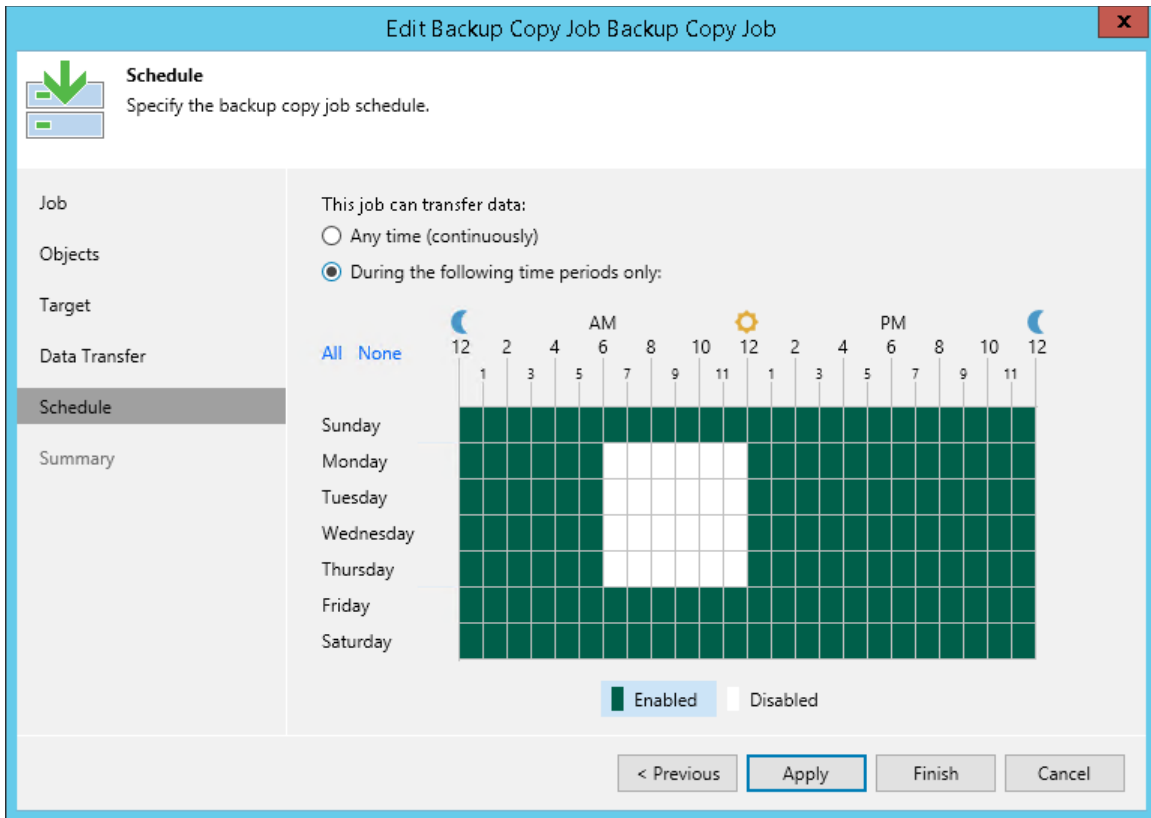 Edit Backup Copy Job Backup Copy Job
x
Schedule
Specify the backup copy job schedule.
Job
Objects
Target
Data Transfer
Schedule
Summary
This job can transfer data:
Any time (continuously)
During the following time periods only:
AM PM
All None
12 2 4 6 8 10 12 2 4 6 8 10 12
1 3 5 7 9 11 1 3 5 7 9 11
Sunday
Monday
Tuesday
Wednesday
Thursday
Friday
Saturday
Enabled Disabled
< Previous Apply Finish Cancel